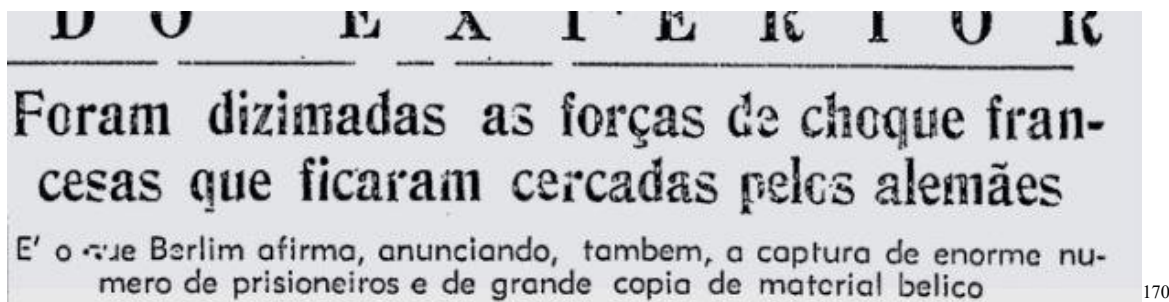 DO EXTERIOR
Foram dizimadas as forças de choque fran-
cesas que ficaram cercadas pelos alemães
E' o que Berlim afirma, anunciando, tambem, a captura de enorme nu-
mero de prisioneiros e de grande copia de material belico
170